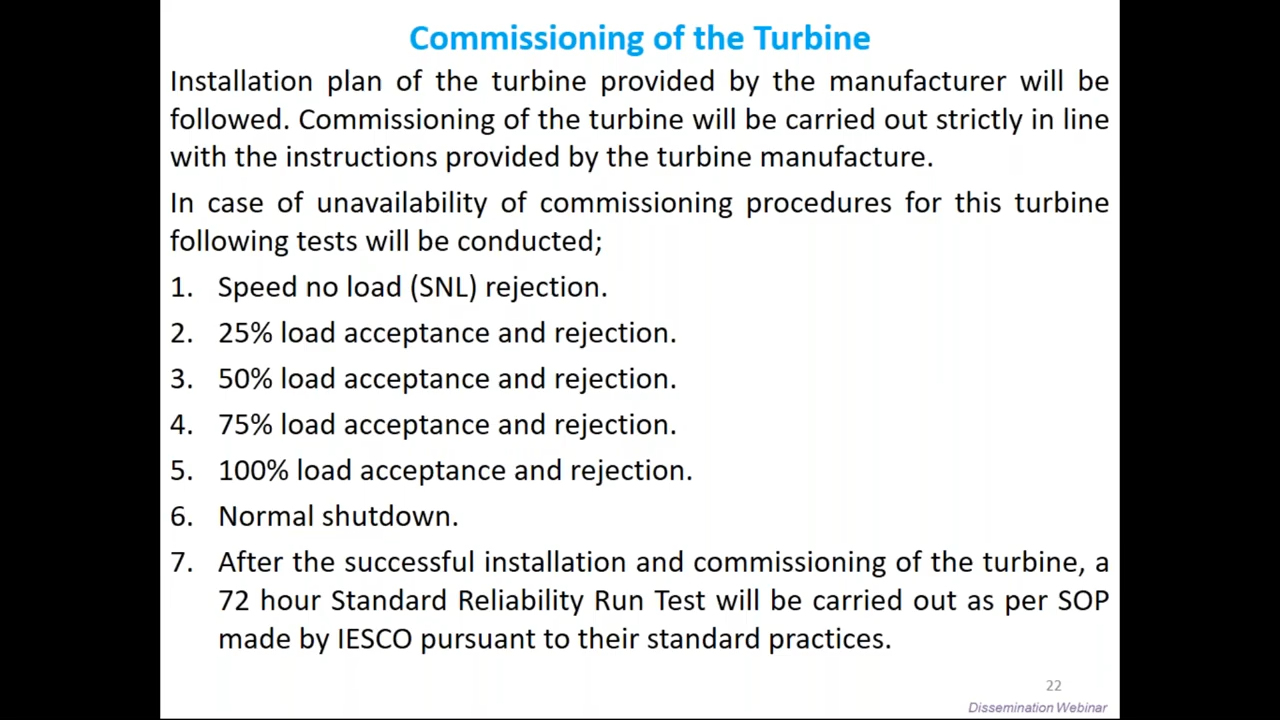 Commissioning of the Turbine
Installation plan of the turbine provided by the manufacturer will be
followed. Commissioning of the turbine will be carried out strictly in line
with the instructions provided by the turbine manufacture.
In case of unavailability of commissioning procedures for this turbine
following tests will be conducted;
1. Speed no load (SNL) rejection.
2. 25% load acceptance and rejection.
3. 50% load acceptance and rejection.
4. 75% load acceptance and rejection.
5. 100% load acceptance and rejection.
6. Normal shutdown.
7. After the successful installation and commissioning of the turbine, a
72 hour Standard Reliability Run Test will be carried out as per SOP
made by IESCO pursuant to their standard practices.
22
Dissemination Webinar